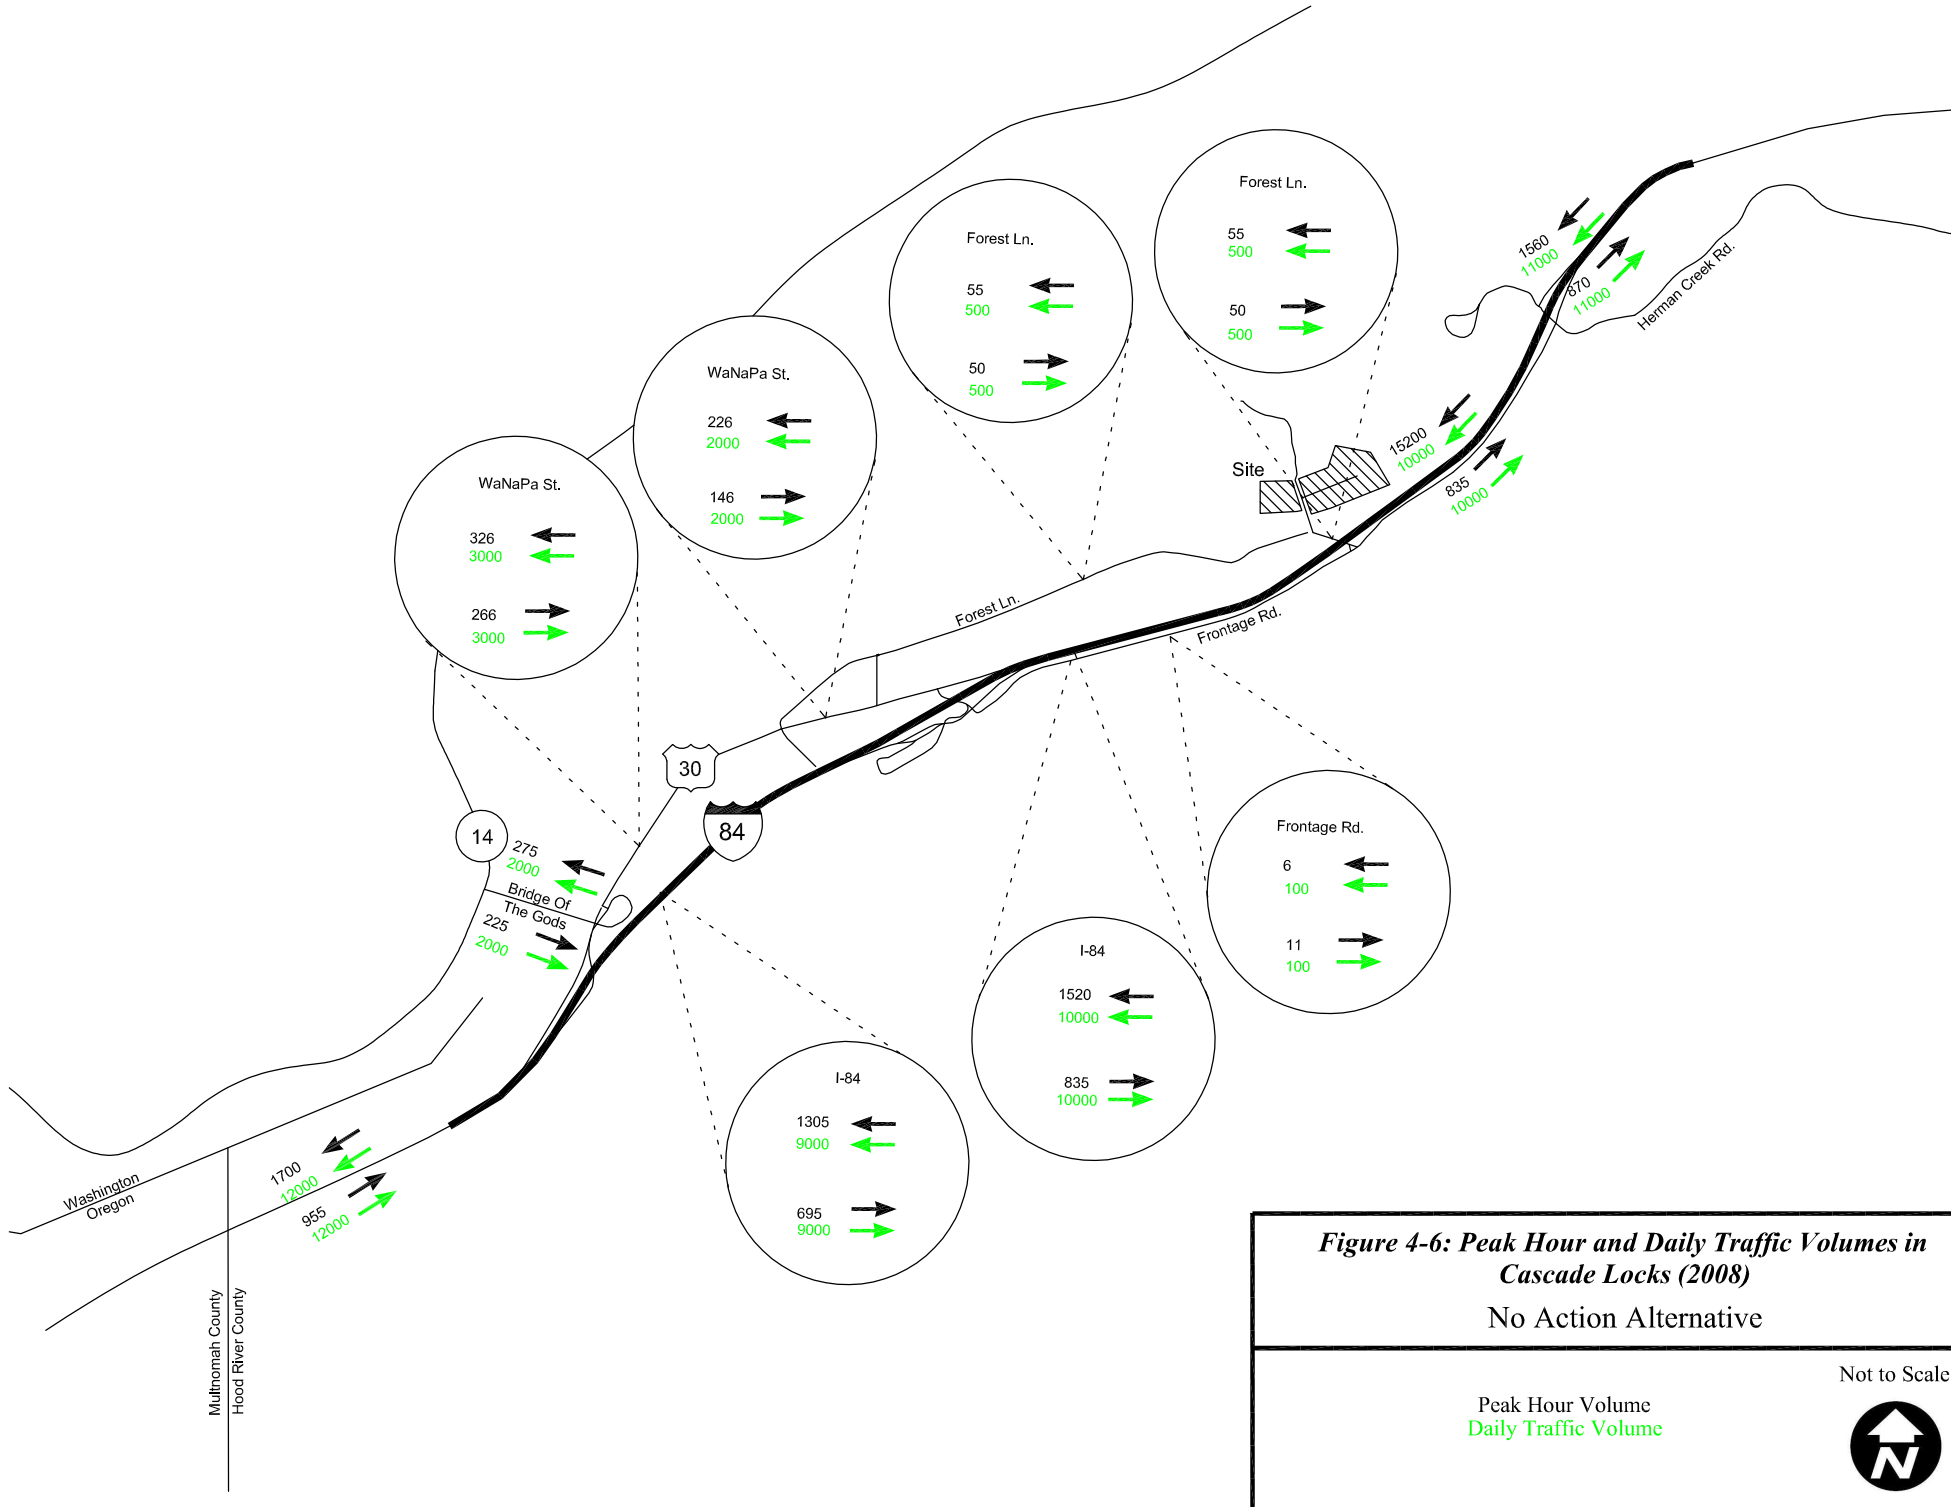 Forest Ln.
55
500
50
500
Forest Ln.
55
500
50
500
1560
11000
870
11000
Herman Creek Rd.
WaNaPa St.
226
2000
146
2000
WaNaPa St.
326
3000
266
3000
15200
10000
835
10000
Site
Forest Ln.
Frontage Rd.
30
84
14
275
2000
Bridge Of
The Gods
225
2000
Frontage Rd.
6
100
11
100
I-84
1520
10000
835
10000
I-84
1305
9000
695
9000
1700
12000
955
12000
Washington
Oregon
Multnomah County
Hood River County
Figure 4-6: Peak Hour and Daily Traffic Volumes in
Cascade Locks (2008)
No Action Alternative
Not to Scale
Peak Hour Volume
Daily Traffic Volume
N